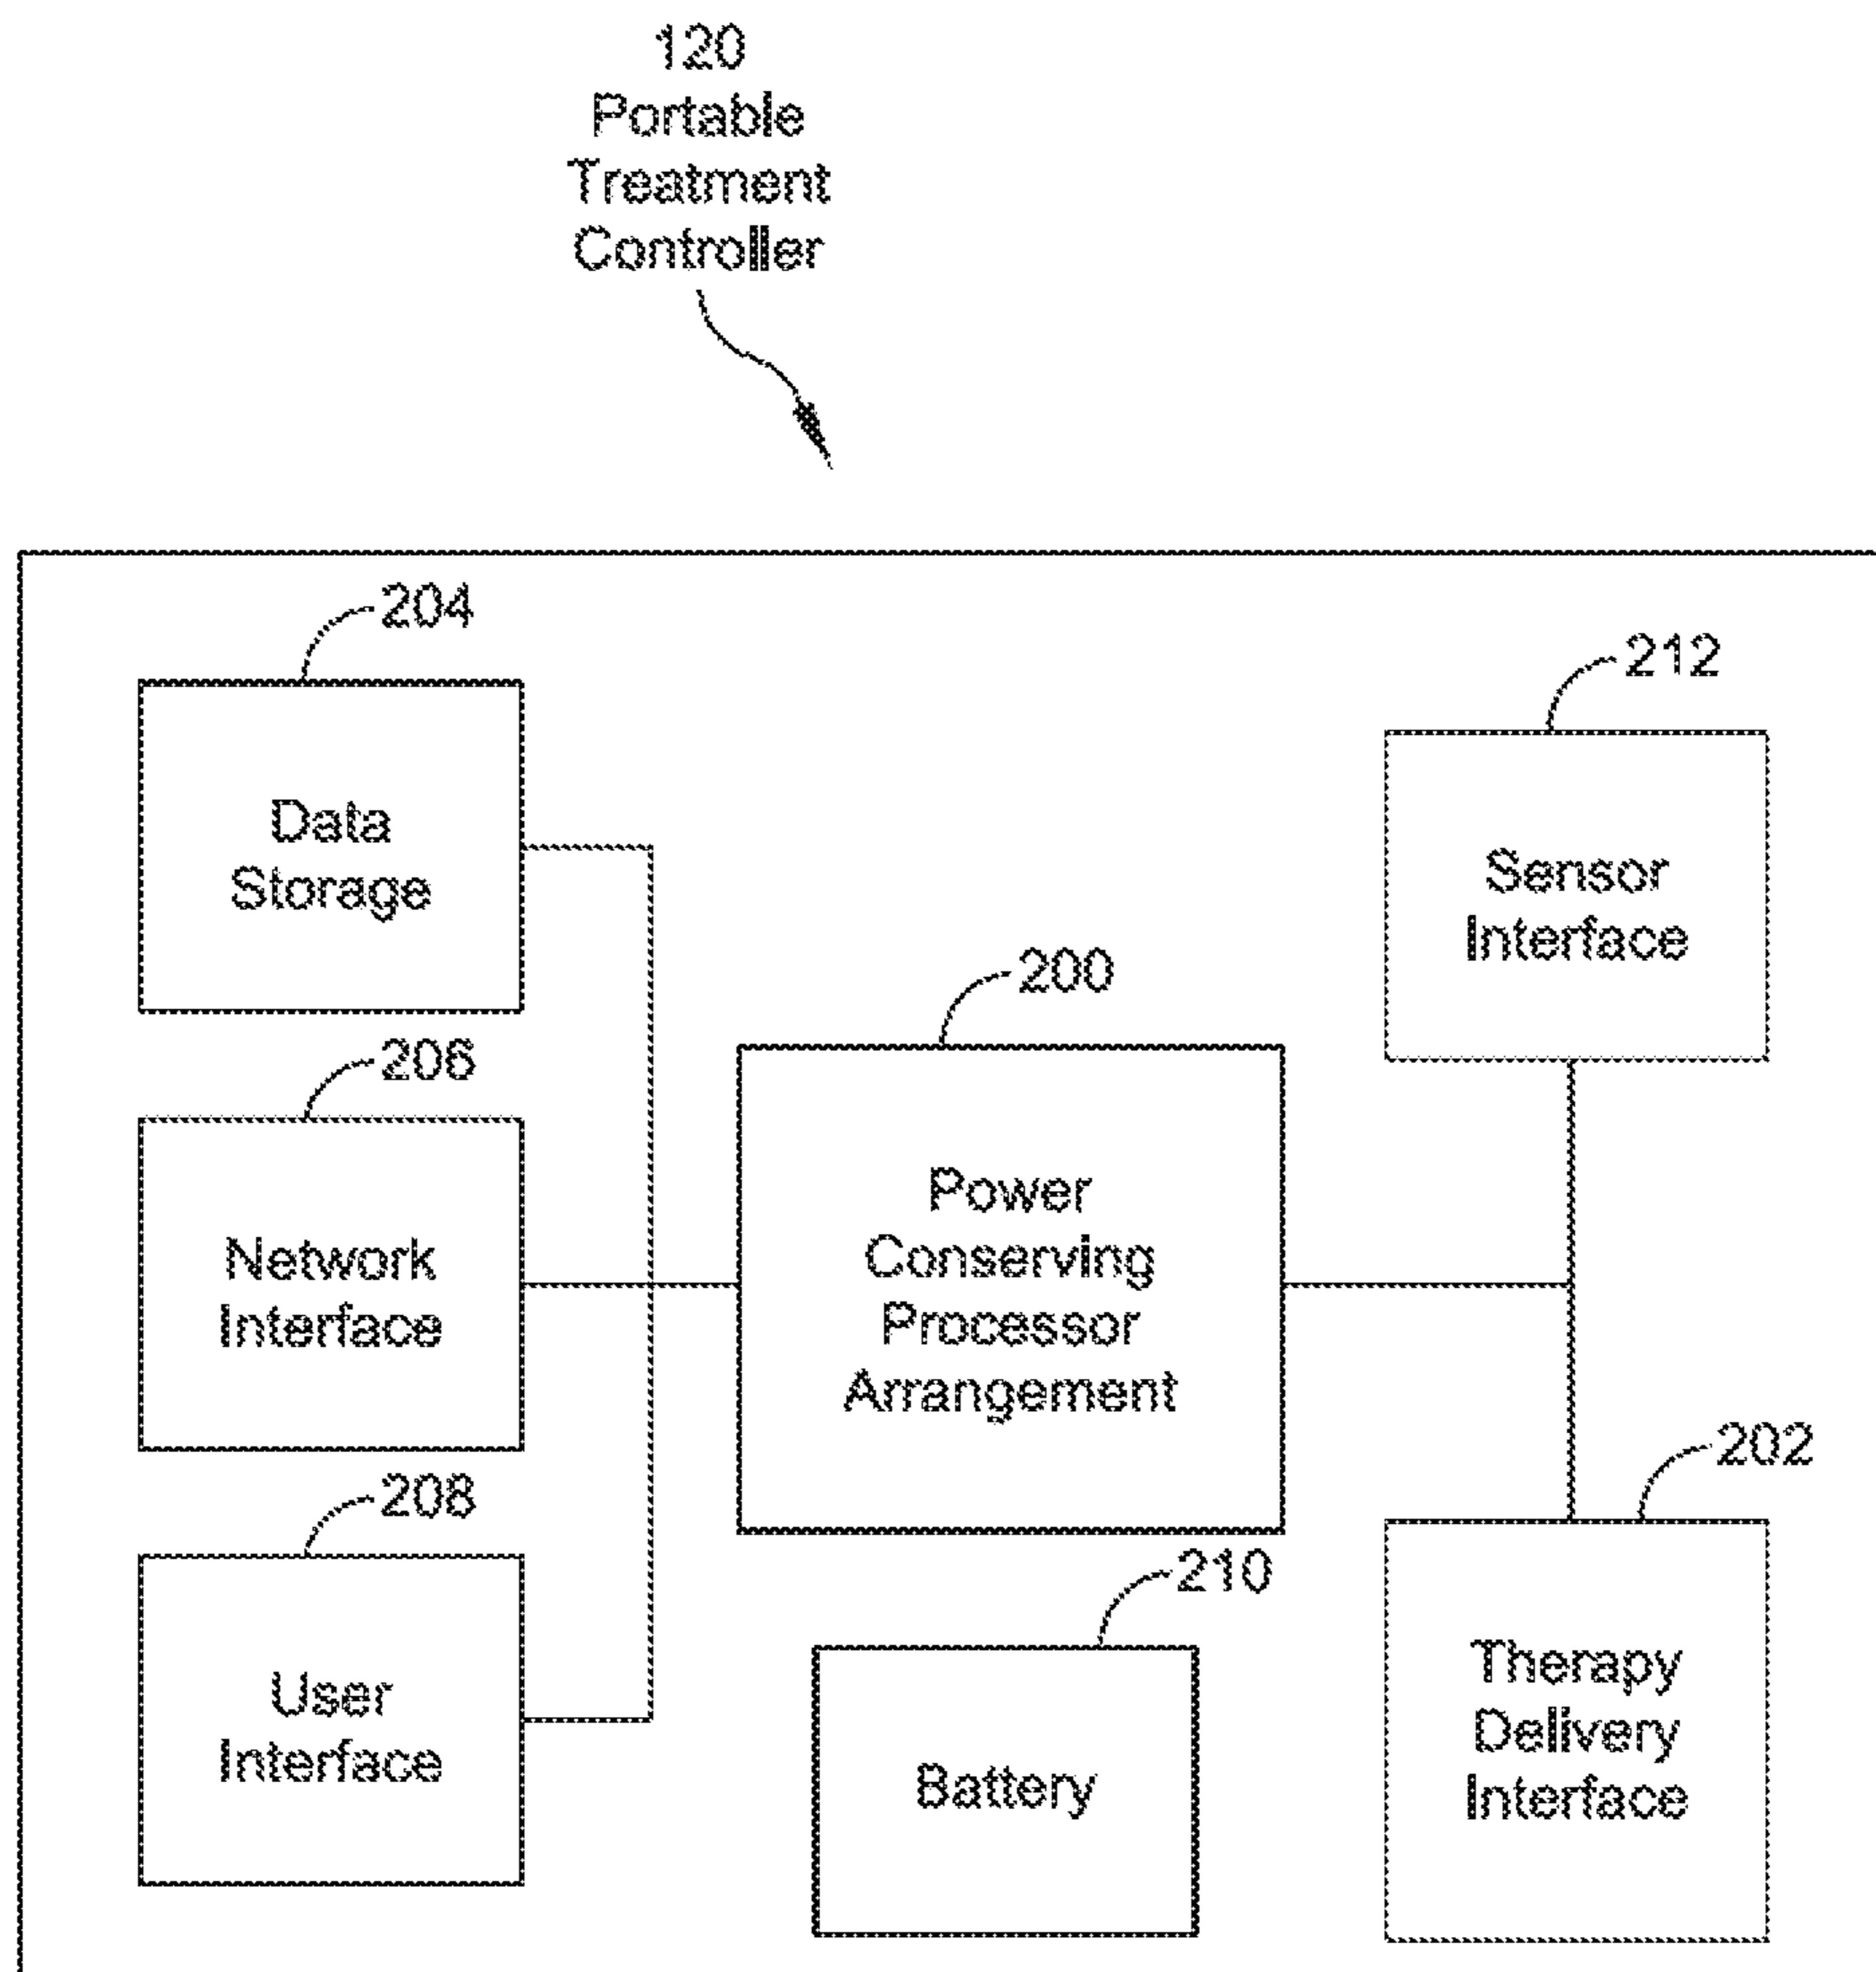 120
Portable
Treatment
Controller
204
Data
Storage
212
Sensor
Interface
200
Power
Conserving
Processor
Arrangement
206
Network
Interface
208
User
Interface
210
Battery
202
Therapy
Delivery
Interface